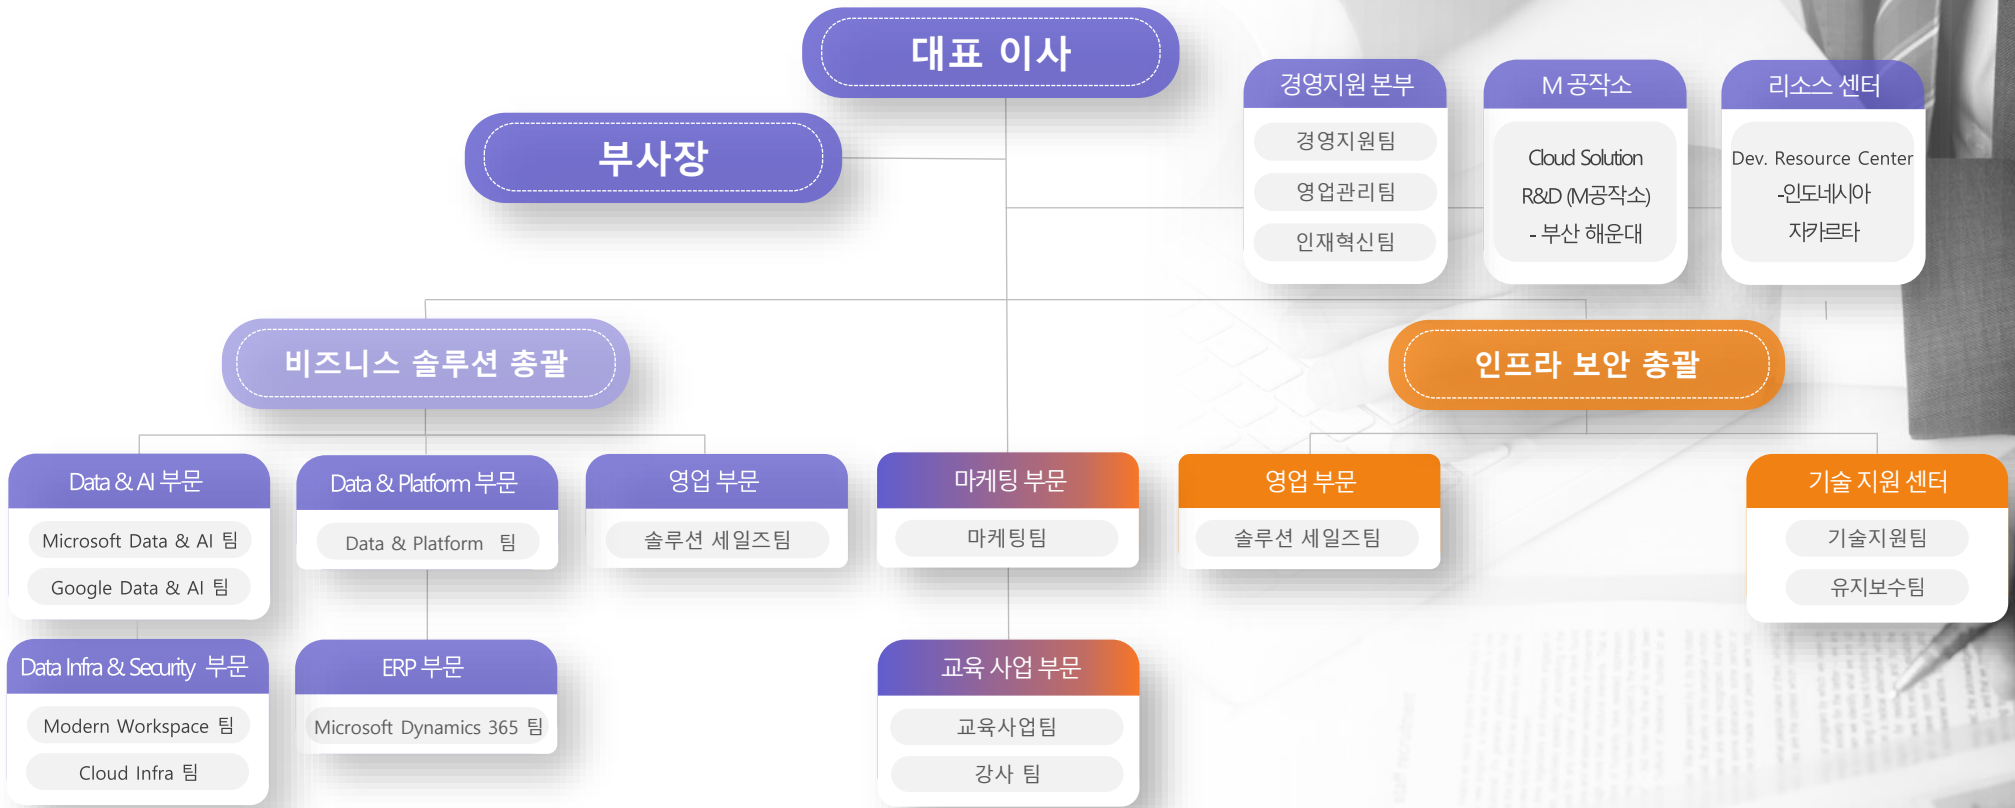 대표 이사
부사장
경영지원 본부
경영지원팀
영업관리팀
인재혁신팀
M 공작소
Cloud Solution
R&D (M공작소)
- 부산 해운대
리소스 센터
Dev. Resource Center
-인도네시아
자카르타
비즈니스 솔루션 총괄
인프라 보안 총괄
Data & AI 부문
Microsoft Data & AI 팀
Google Data & AI 팀
Data & Platform 부문
Data & Platform 팀
영업 부문
솔루션 세일즈팀
마케팅 부문
마케팅팀
영업 부문
솔루션 세일즈팀
기술 지원 센터
기술지원팀
유지보수팀
Data Infra & Security 부문
Modern Workspace 팀
Cloud Infra 팀
ERP 부문
Microsoft Dynamics 365 팀
교육 사업 부문
교육사업팀
강사 팀